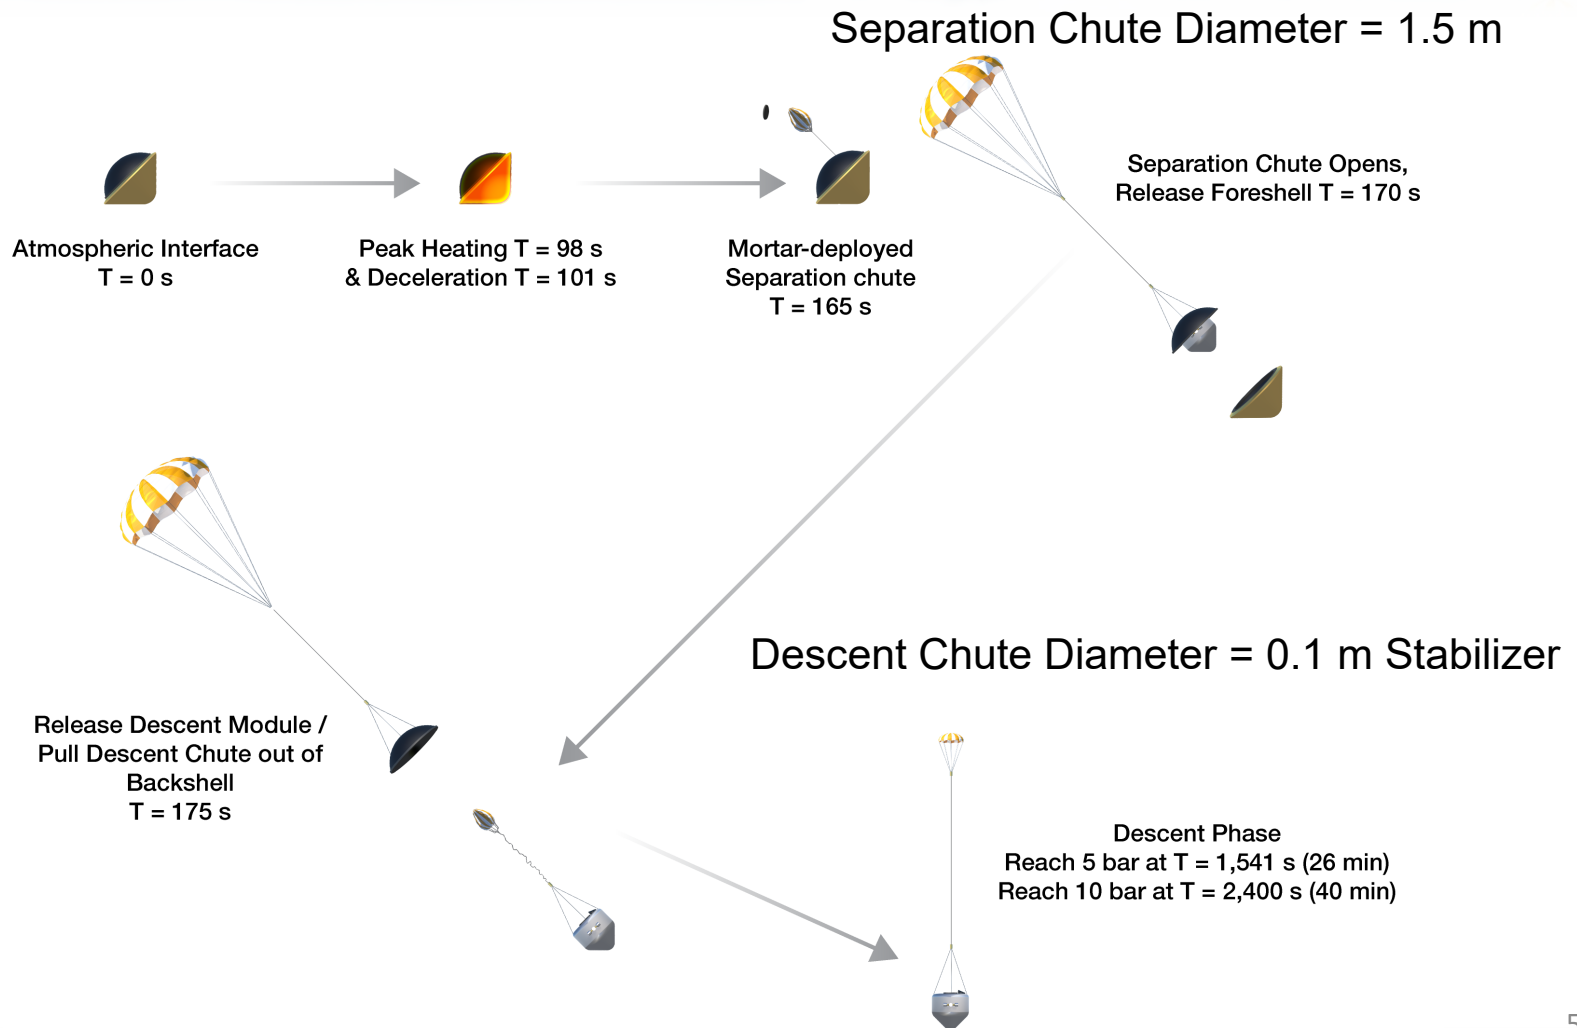 Separation Chute Diameter = 1.5 m
Atmospheric Interface
T = 0 s
Peak Heating T = 98 s
& Deceleration T = 101 s
Mortar-deployed
Separation chute
T = 165 s
Separation Chute Opens,
Release Foreshell T = 170 s
Release Descent Module /
Pull Descent Chute out of
Backshell
T = 175 s
Descent Chute Diameter = 0.1 m Stabilizer
Descent Phase
Reach 5 bar at T = 1,541 s (26 min)
Reach 10 bar at T = 2,400 s (40 min)
5